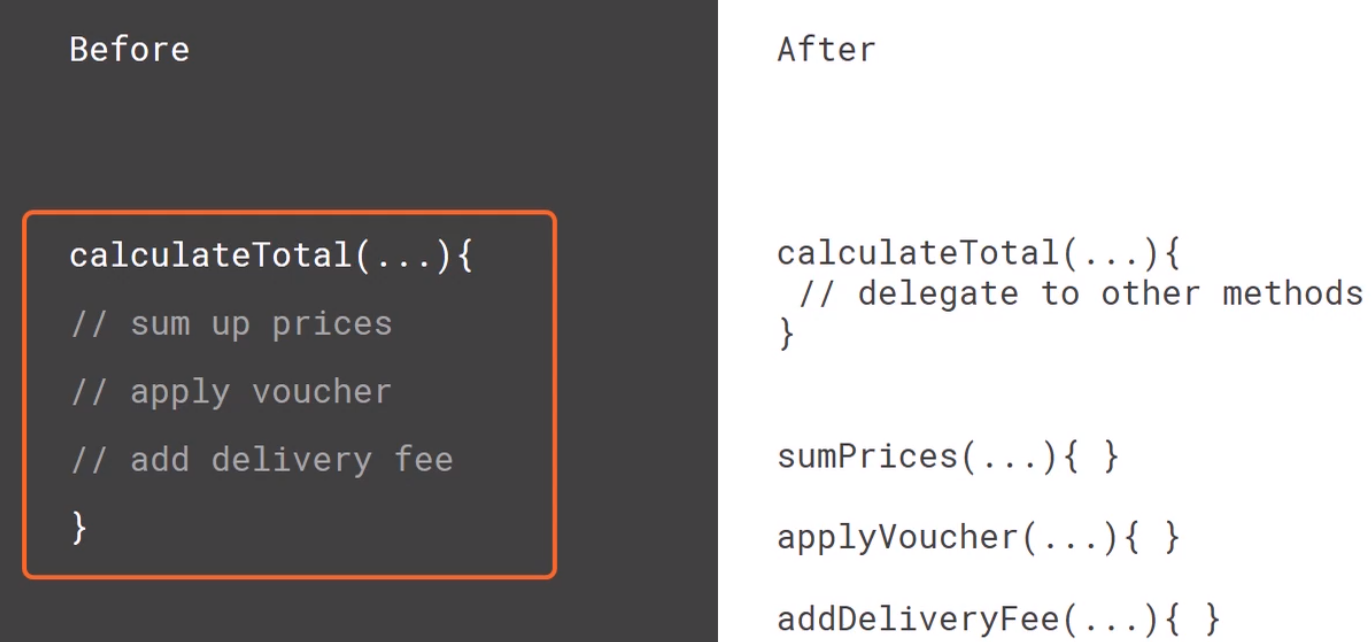 Before
calculateTotal(...){
// sum up prices
// apply voucher
// add delivery fee
}
After
calculateTotal(...){
// delegate to other methods
}
sumPrices(...){ }
applyVoucher(...){ }
addDeliveryFee(...){ }